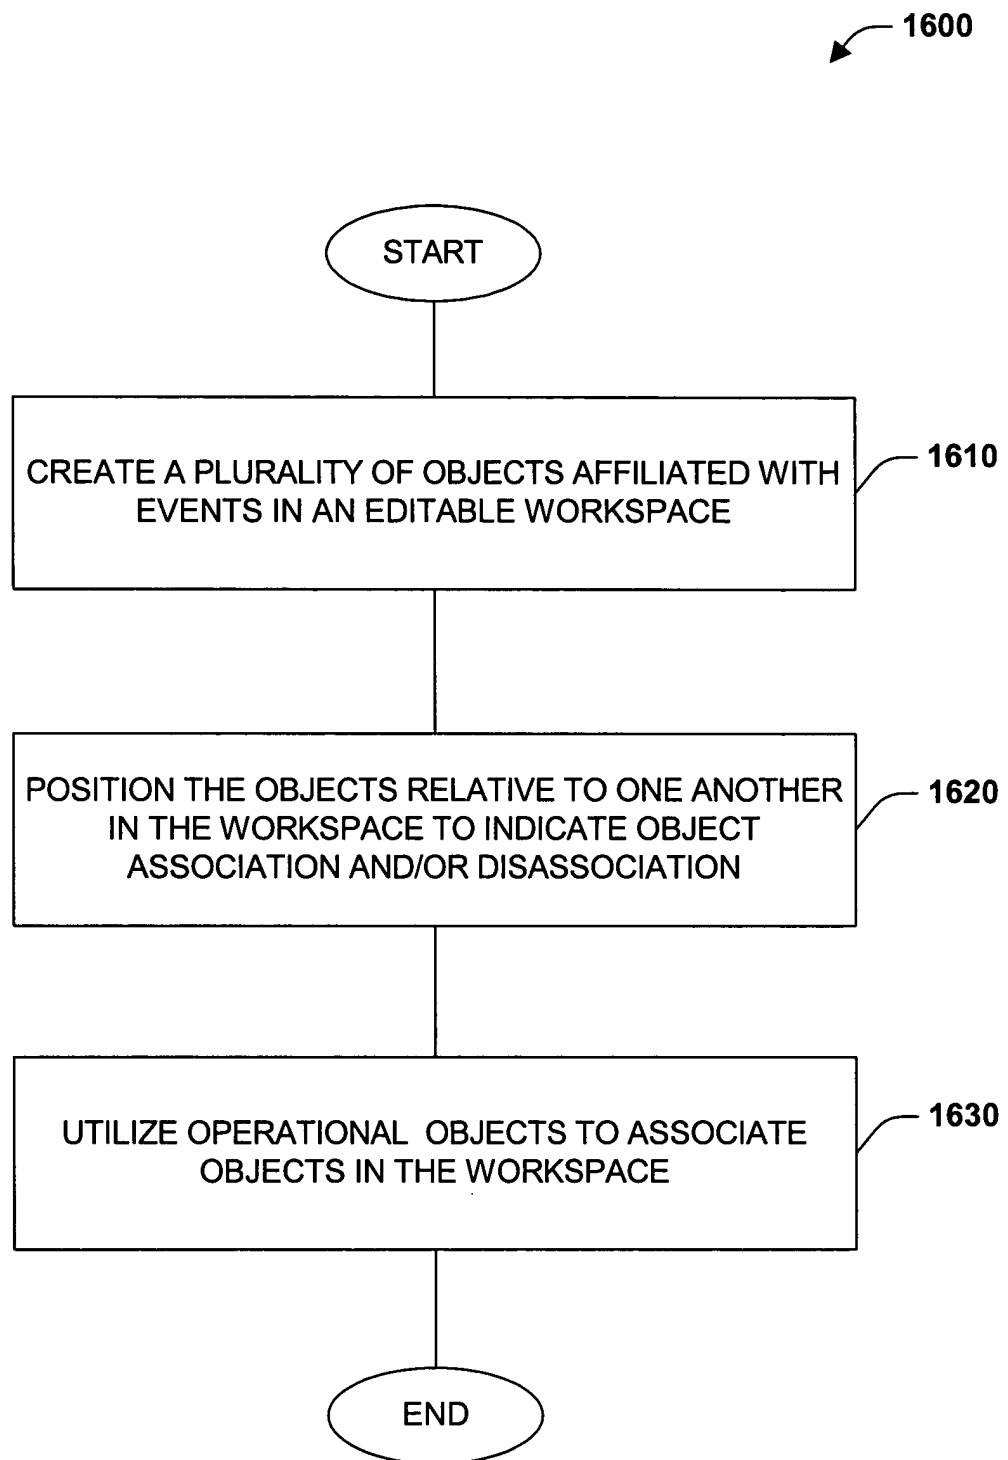 1600
START
CREATE A PLURALITY OF OBJECTS AFFILIATED WITH
EVENTS IN AN EDITABLE WORKSPACE
1610
POSITION THE OBJECTS RELATIVE TO ONE ANOTHER
IN THE WORKSPACE TO INDICATE OBJECT
ASSOCIATION AND/OR DISASSOCIATION
1620
UTILIZE OPERATIONAL OBJECTS TO ASSOCIATE
OBJECTS IN THE WORKSPACE
1630
END